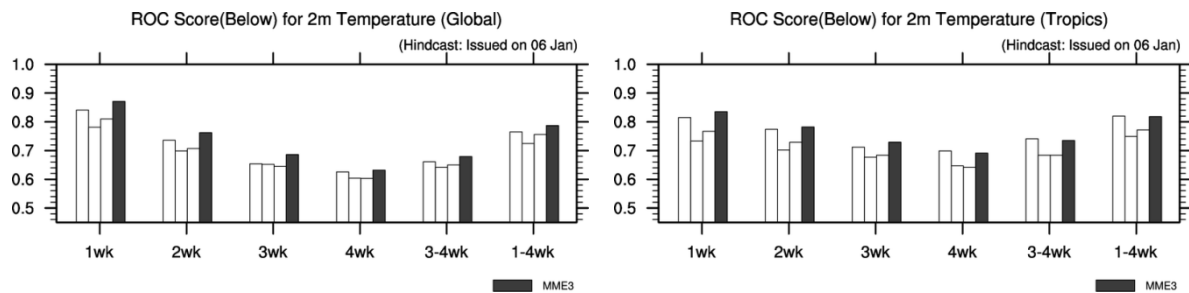 ROC Score(Below) for 2m Temperature (Global)
(Hindcast: Issued on 06 Jan)
1.0
0.9
0.8
0.7
0.6
0.5
1wk 2wk 3wk 4wk 3-4wk 1-4wk
MME3
ROC Score(Below) for 2m Temperature (Tropics)
(Hindcast: Issued on 06 Jan)
1.0
0.9
0.8
0.7
0.6
0.5
1wk 2wk 3wk 4wk 3-4wk 1-4wk
MME3